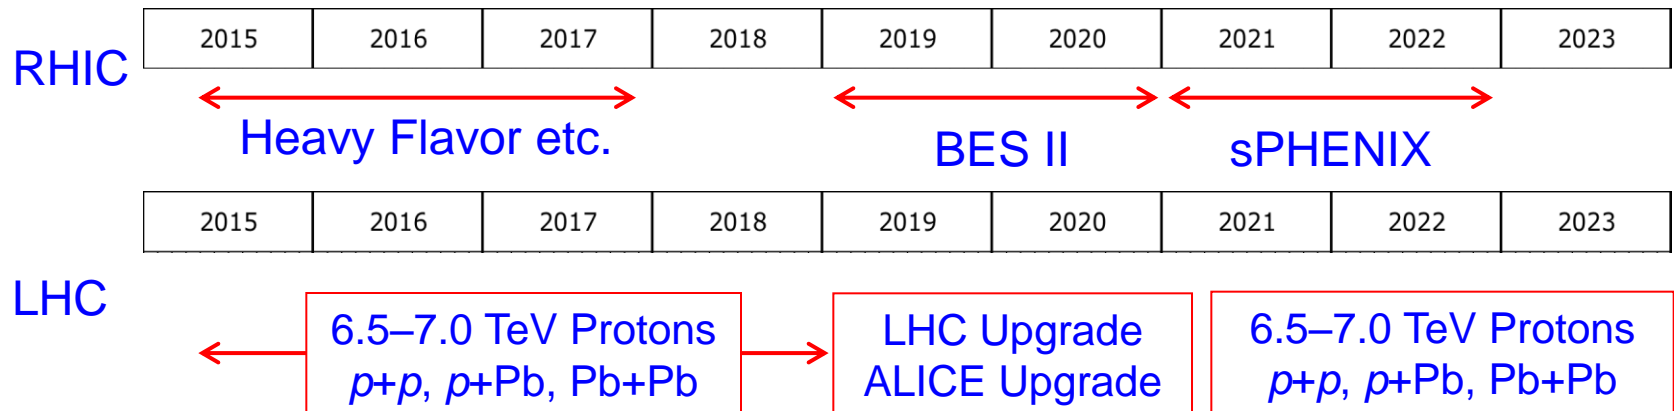 RHIC
2015 2016 2017 2018 2019 2020 2021 2022 2023
Heavy Flavor etc. BES II sPHENIX
2015 2016 2017 2018 2019 2020 2021 2022 2023
LHC
6.5–7.0 TeV Protons LHC Upgrade 6.5–7.0 TeV Protons
p+p, p+Pb, Pb+Pb ALICE Upgrade p+p, p+Pb, Pb+Pb